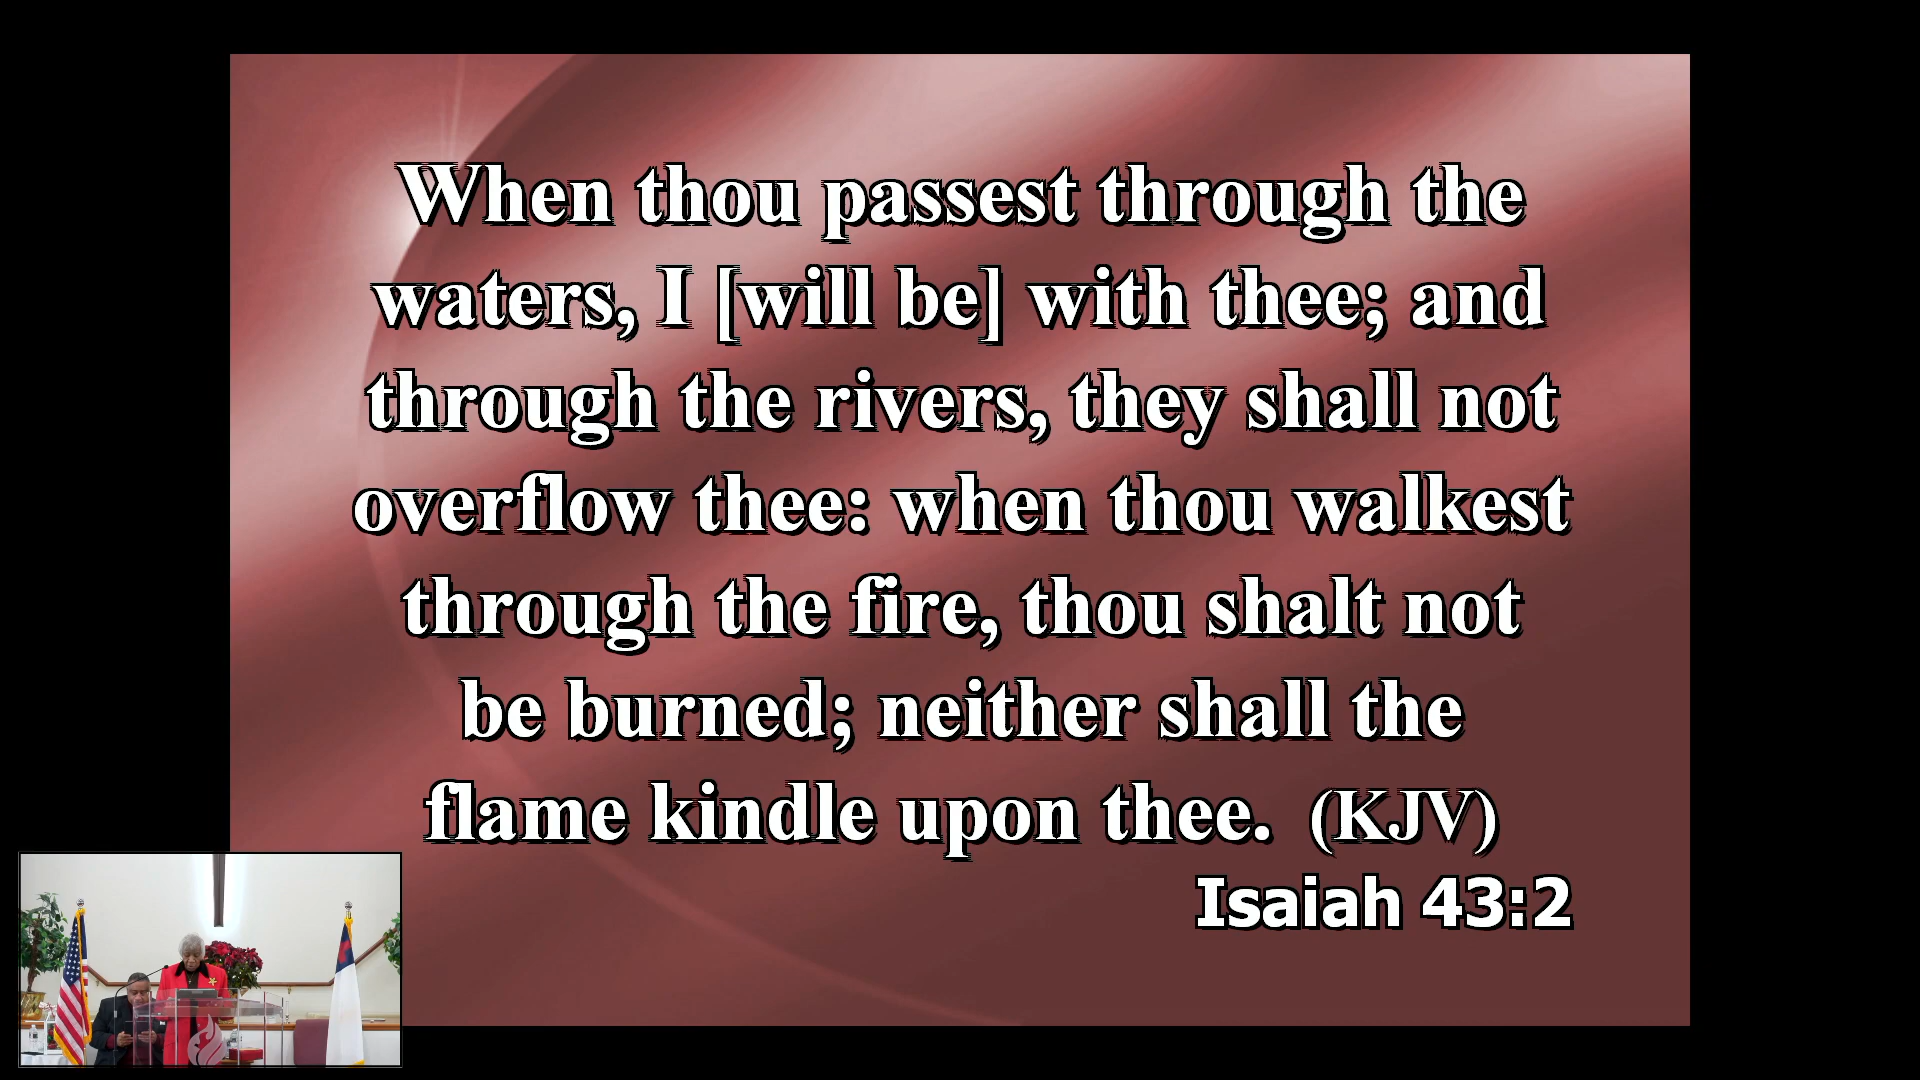 When thou passest through the
waters, I [will be] with thee; and
through the rivers, they shall not
overflow thee: when thou walkest
through the fire, thou shalt not
be burned; neither shall the
flame kindle upon thee. (KJV)
Isaiah 43:2